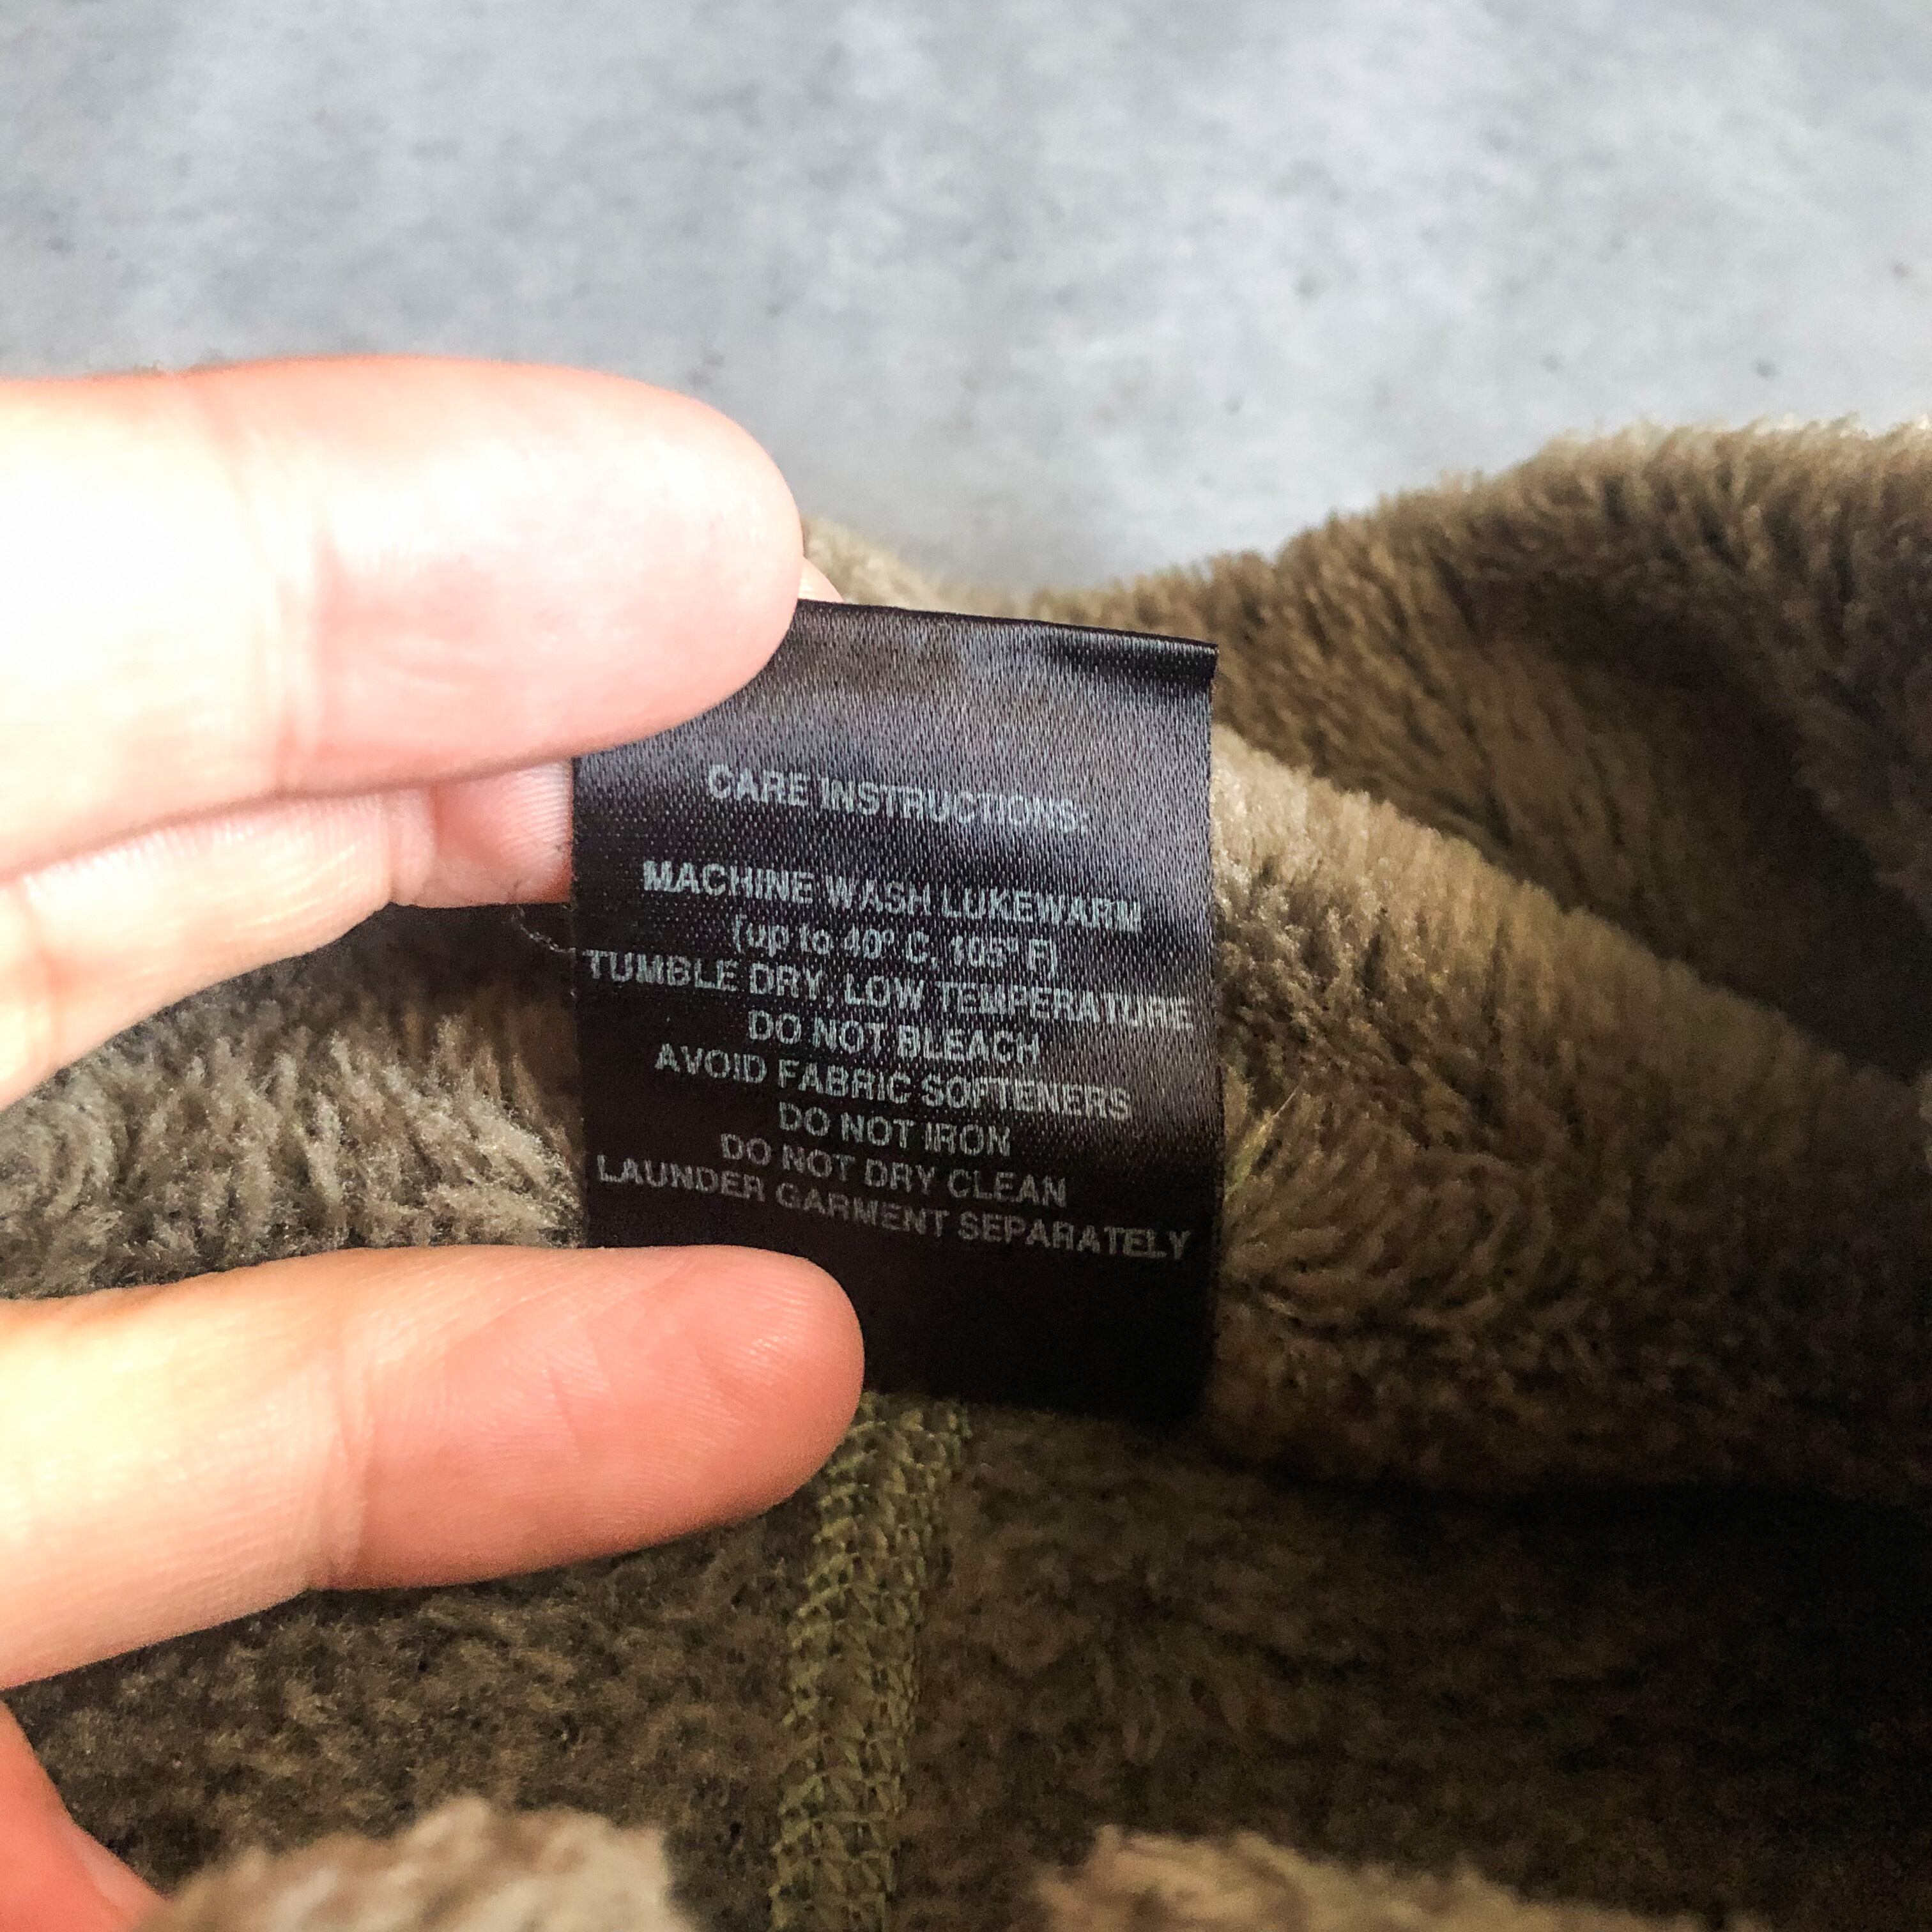 CARE INSTRUCTIONS:
MACHINE WASH LUKEWARM
(up to 40° C, 105° F)
TUMBLE DRY, LOW TEMPERATURE
DO NOT BLEACH
AVOID FABRIC SOFTENERS
DO NOT IRON
DO NOT DRY CLEAN
LAUNDER GARMENT SEPARATELY